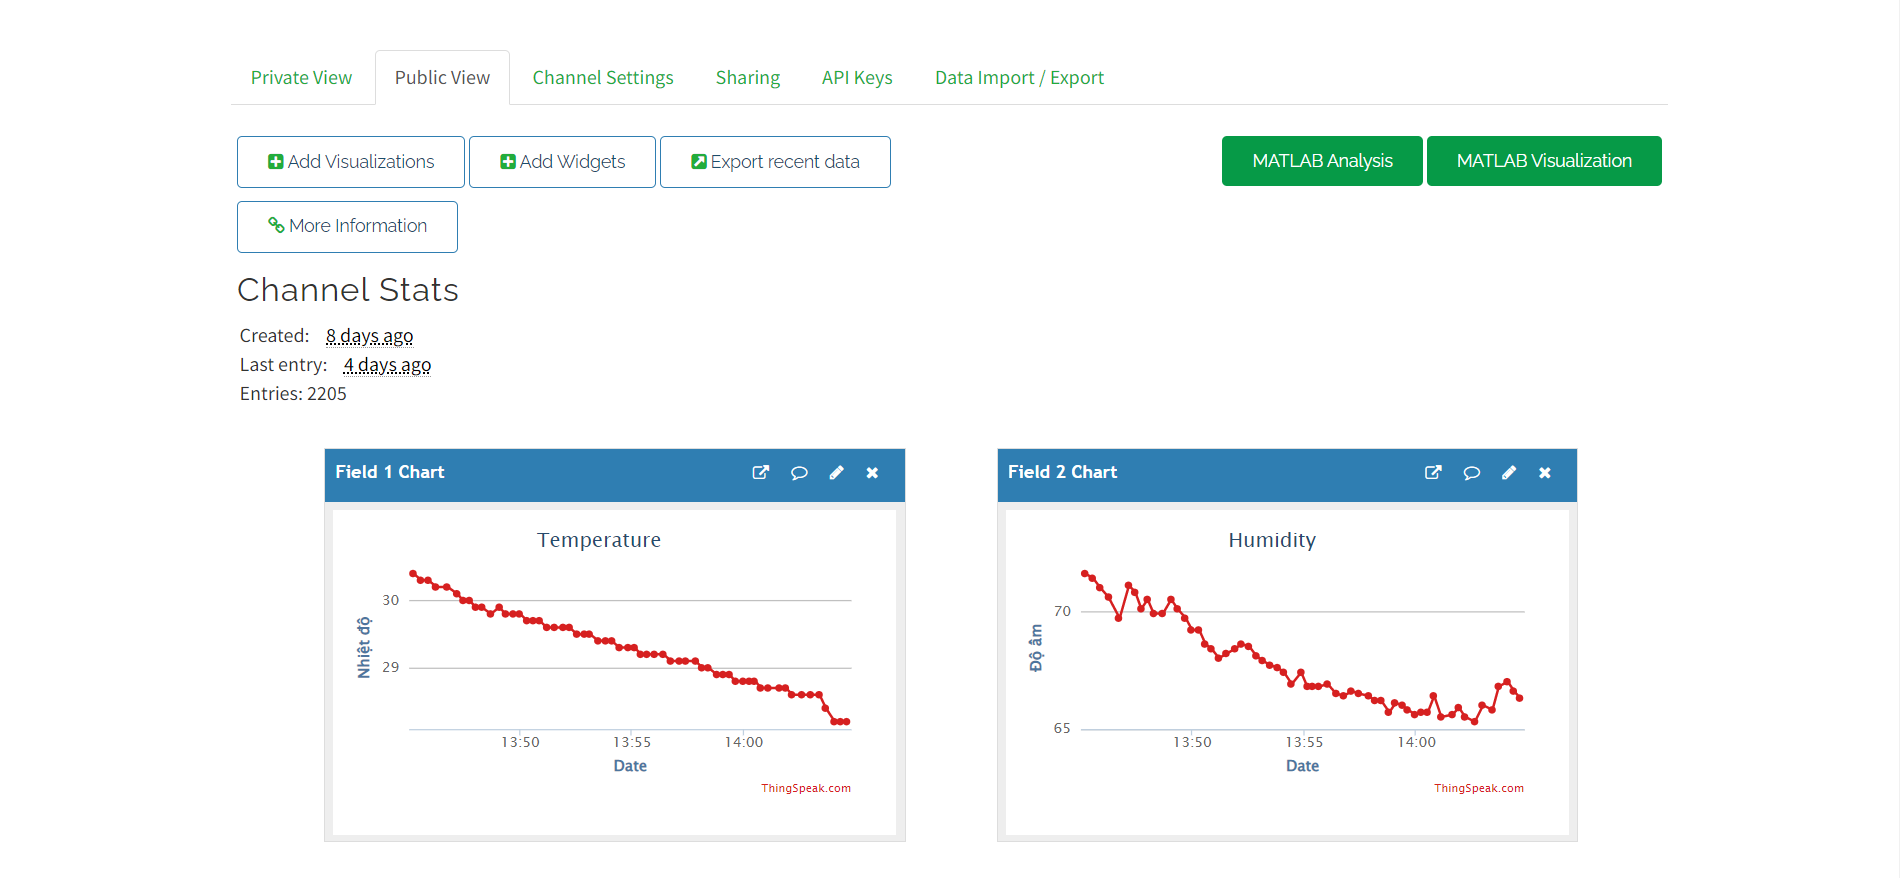 Private View Public View Channel Settings Sharing API Keys Data Import / Export
Add Visualizations Add Widgets Export recent data MATLAB Analysis MATLAB Visualization
More Information
Channel Stats
Created: 8 days ago
Last entry: 4 days ago
Entries: 2205
Field 1 Chart
Temperature
30
29
Nhiệt độ
13:50 13:55 14:00
Date
ThingSpeak.com
Field 2 Chart
Humidity
70
65
Độ âm
13:50 13:55 14:00
Date
ThingSpeak.com